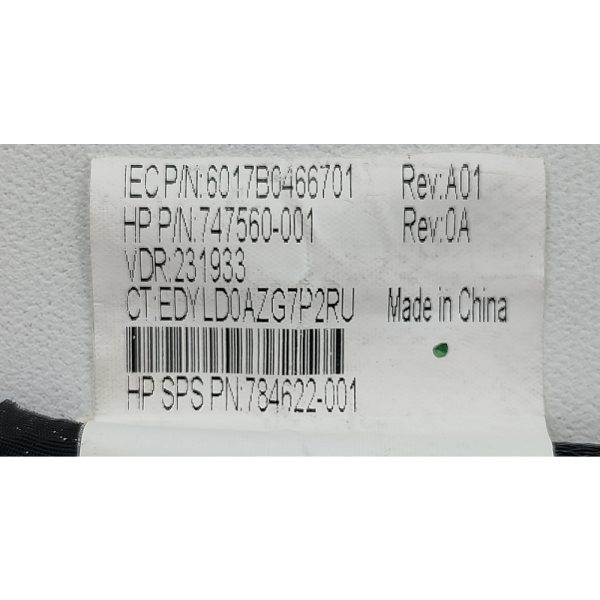 IEC P/N:6017B0466701 Rev:A01
HP P/N:747560-001 Rev:0A
VDR:231933
CT:EDYLD0AZG7P2RU Made in China
HP SPS PN:784622-001